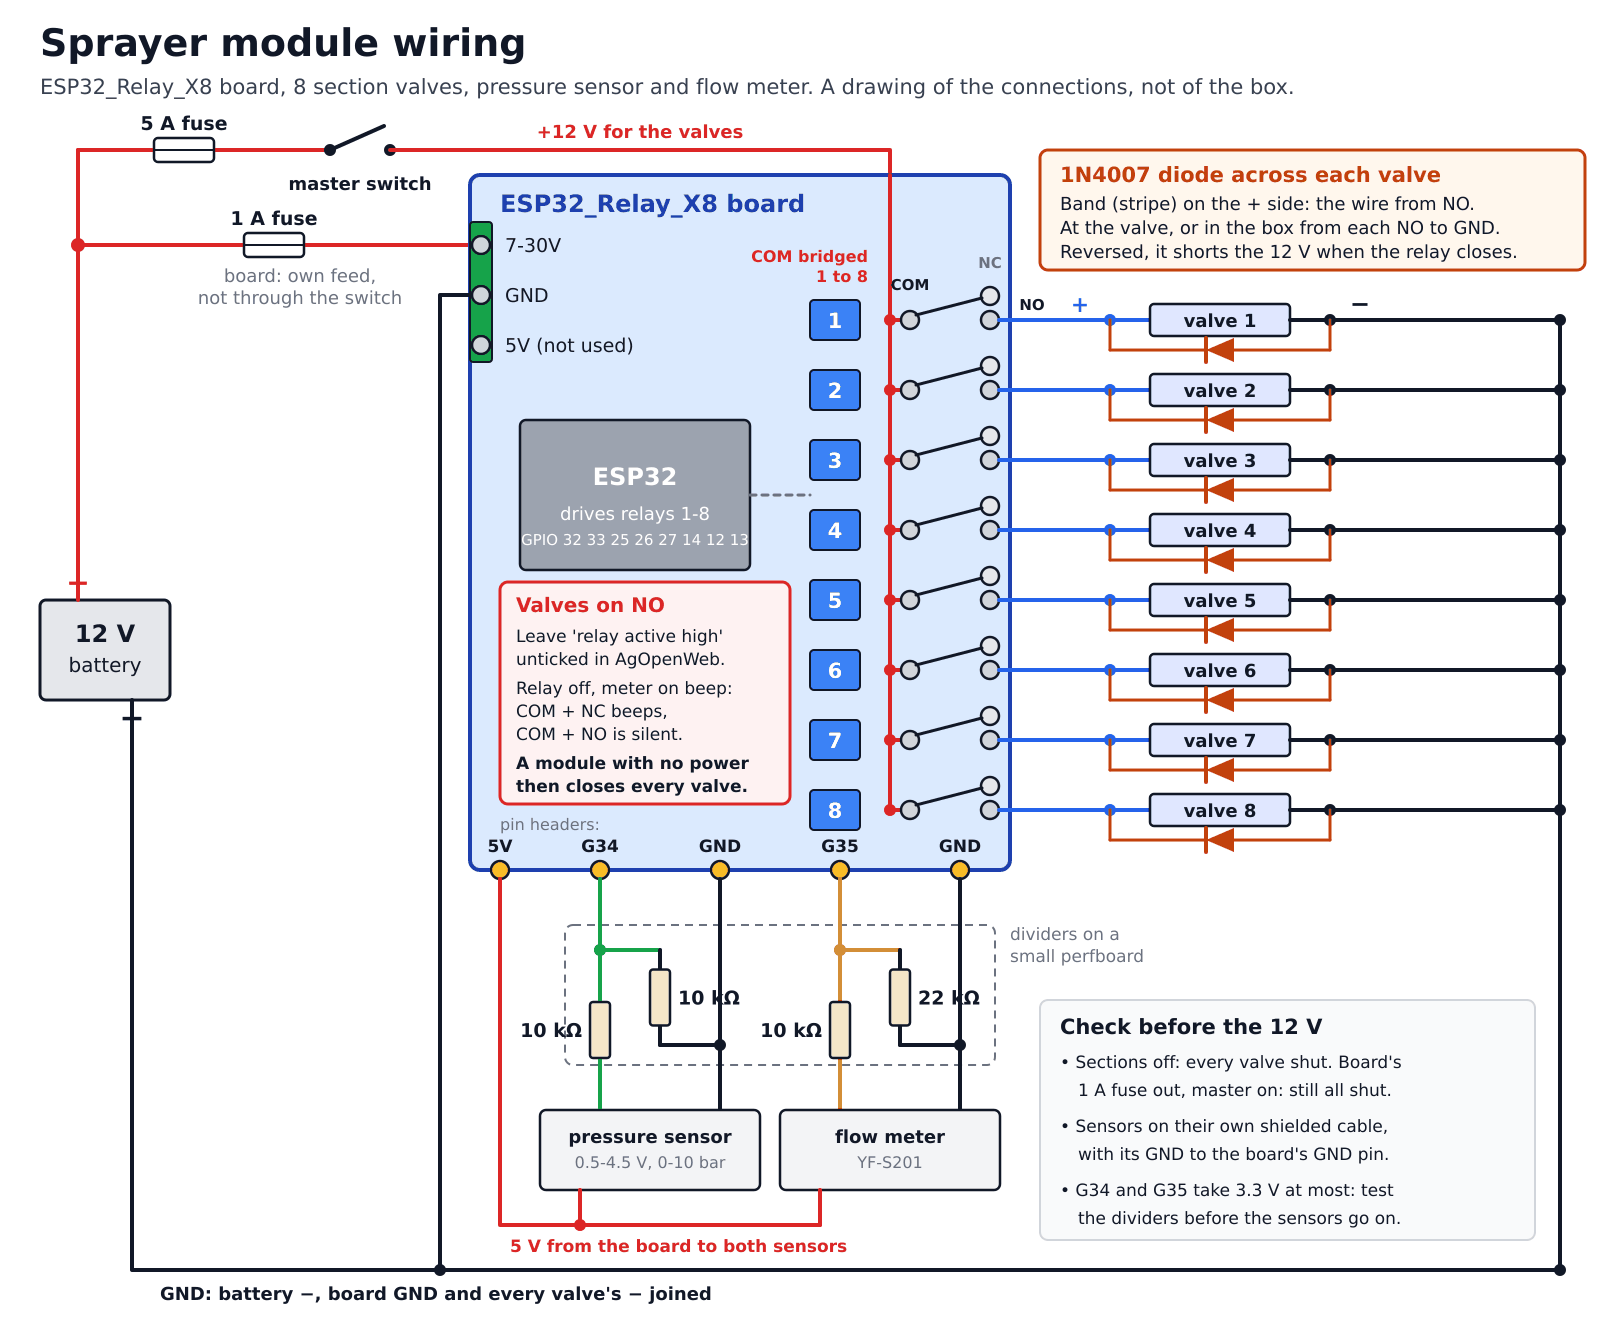 Sprayer module wiring
ESP32_Relay_X8 board, 8 section valves, pressure sensor and flow meter. A drawing of the connections, not of the box.
5 A fuse
+12 V for the valves
master switch
1 A fuse
board: own feed,
not through the switch
ESP32_Relay_X8 board
7-30V
GND
5V (not used)
COM bridged
1 to 8
COM
NC
NO
+
−
1N4007 diode across each valve
Band (stripe) on the + side: the wire from NO.
At the valve, or in the box from each NO to GND.
Reversed, it shorts the 12 V when the relay closes.
1
valve 1
2
valve 2
3
valve 3
4
valve 4
5
valve 5
6
valve 6
7
valve 7
8
valve 8
ESP32
drives relays 1-8
GPIO 32 33 25 26 27 14 12 13
+
12 V
battery
−
Valves on NO
Leave 'relay active high'
unticked in AgOpenWeb.
Relay off, meter on beep:
COM + NC beeps,
COM + NO is silent.
A module with no power
then closes every valve.
pin headers:
5V
G34
GND
G35
GND
dividers on a
small perfboard
10 kΩ
10 kΩ
22 kΩ
10 kΩ
pressure sensor
0.5-4.5 V, 0-10 bar
flow meter
YF-S201
5 V from the board to both sensors
Check before the 12 V
• Sections off: every valve shut. Board's
1 A fuse out, master on: still all shut.
• Sensors on their own shielded cable,
with its GND to the board's GND pin.
• G34 and G35 take 3.3 V at most: test
the dividers before the sensors go on.
GND: battery −, board GND and every valve's − joined